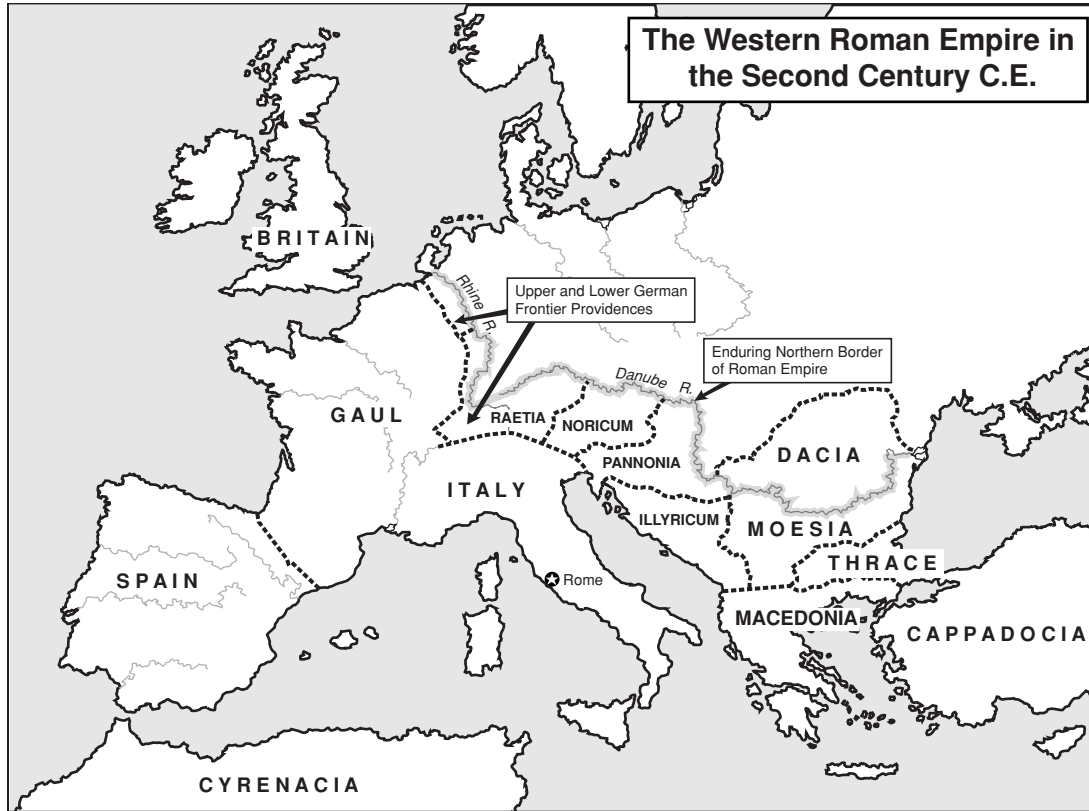 The Western Roman Empire in
the Second Century C.E.
BRITAIN
Rhine R.
Upper and Lower German
Frontier Providences
Enduring Northern Border
of Roman Empire
Danube R.
GAUL
RAETIA
NORICUM
DACIA
PANNONIA
ITALY
ILLYRICUM
MOESIA
THRACE
SPAIN
Rome
MACEDONIA
CAPPADOCIA
CYRENACIA